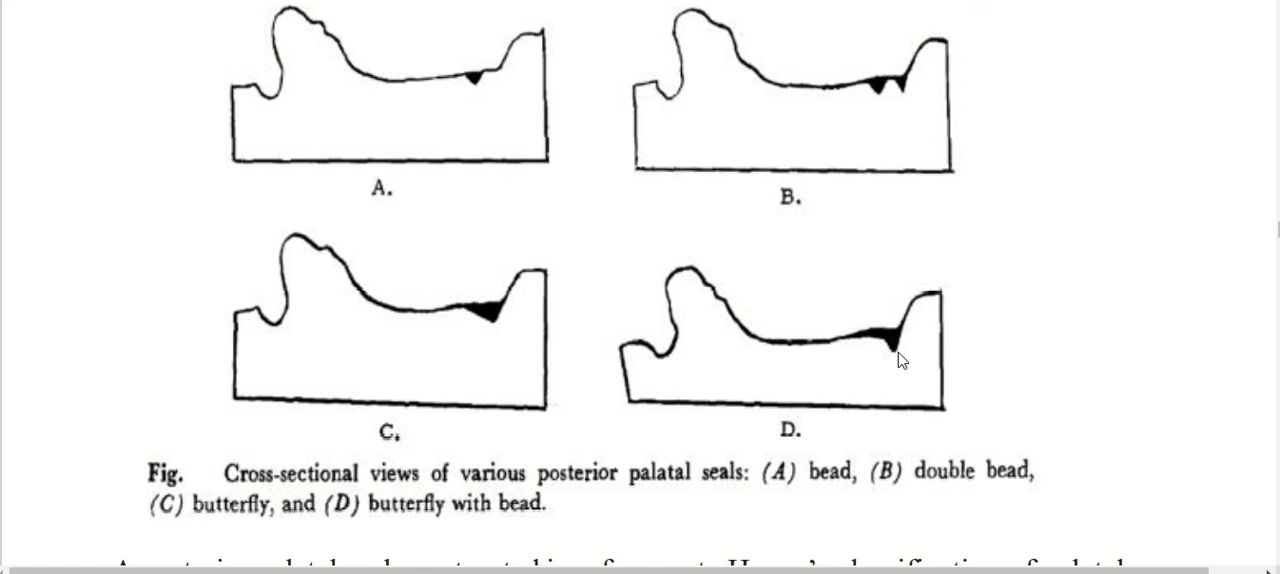 A.
B.
C.
D.
Fig. Cross-sectional views of various posterior palatal seals: (A) bead, (B) double bead,
(C) butterfly, and (D) butterfly with bead.